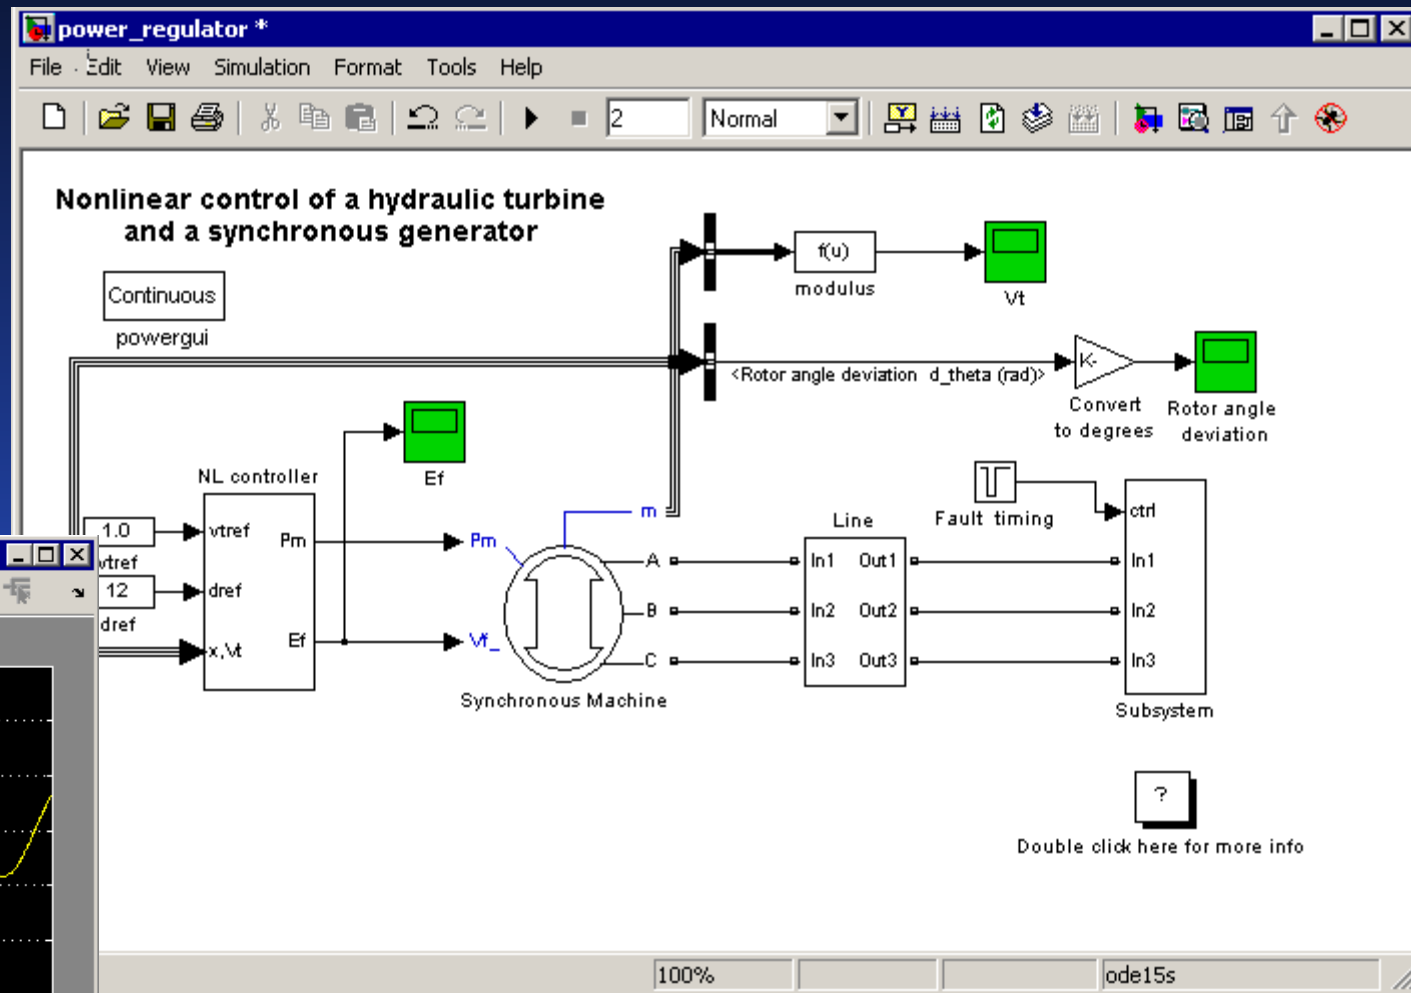 power_regulator *
File Edit View Simulation Format Tools Help
2 Normal
Nonlinear control of a hydraulic turbine
and a synchronous generator
Continuous
powergui
f(u)
modulus
Vt
<Rotor angle deviation d_theta (rad)>
K-
Convert
to degrees
Rotor angle
deviation
Ef
NL controller
1.0
vtref
12
dref
vtref
dref
x,Vt
Pm
Ef
Pm
Vf_
m
A
B
C
Synchronous Machine
Line
In1 Out1
In2 Out2
In3 Out3
Fault timing
ctrl
In1
In2
In3
Subsystem
?
Double click here for more info
100%
ode15s